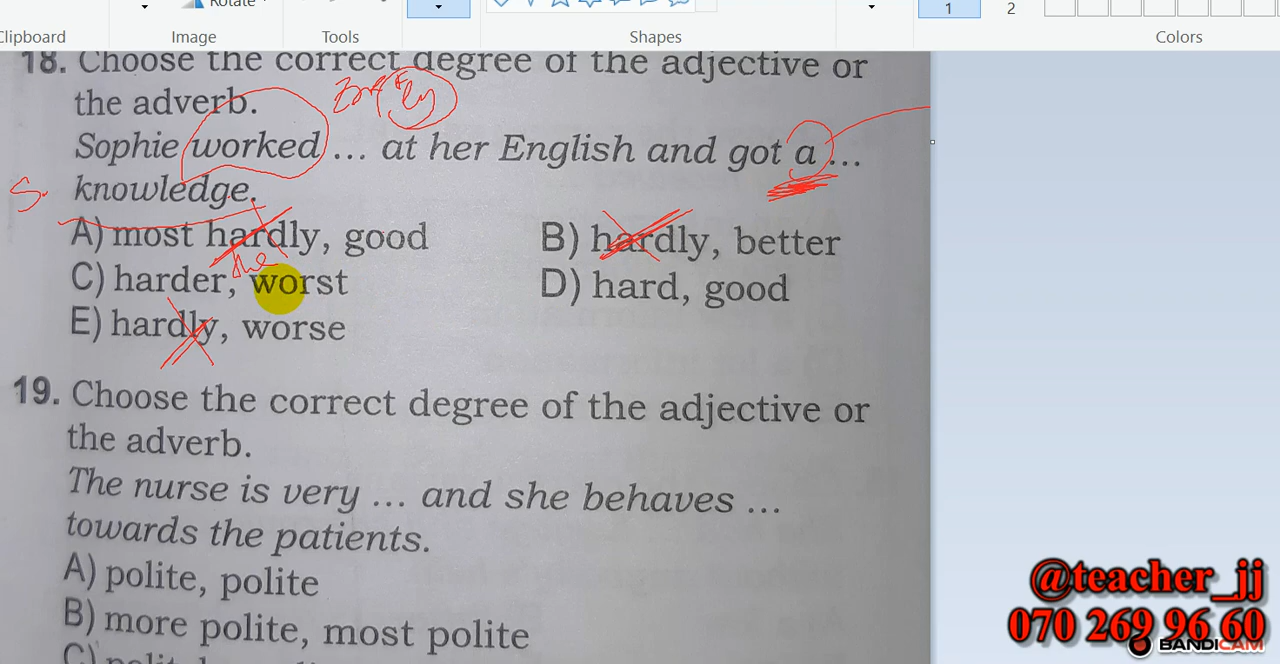 Rotate
Clipboard
Image
Tools
Shapes
1
2
Colors
18. Choose the correct degree of the adjective or
the adverb.
Sophie worked ... at her English and got a ...
knowledge.
S.
A) most hardly, good
B) hardly, better
the
C) harder, worst
D) hard, good
E) hardly, worse
19. Choose the correct degree of the adjective or
the adverb.
The nurse is very ... and she behaves ...
towards the patients.
A) polite, polite
B) more polite, most polite
@teacher_jj
070 269 96 60
BANDICAM